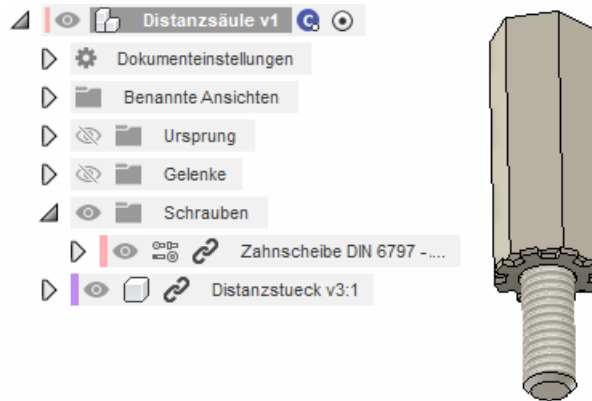 Distanzsäule v1
Dokumenteinstellungen
Benannte Ansichten
Ursprung
Gelenke
Schrauben
Zahnscheibe DIN 6797 -....
Distanzstueck v3:1